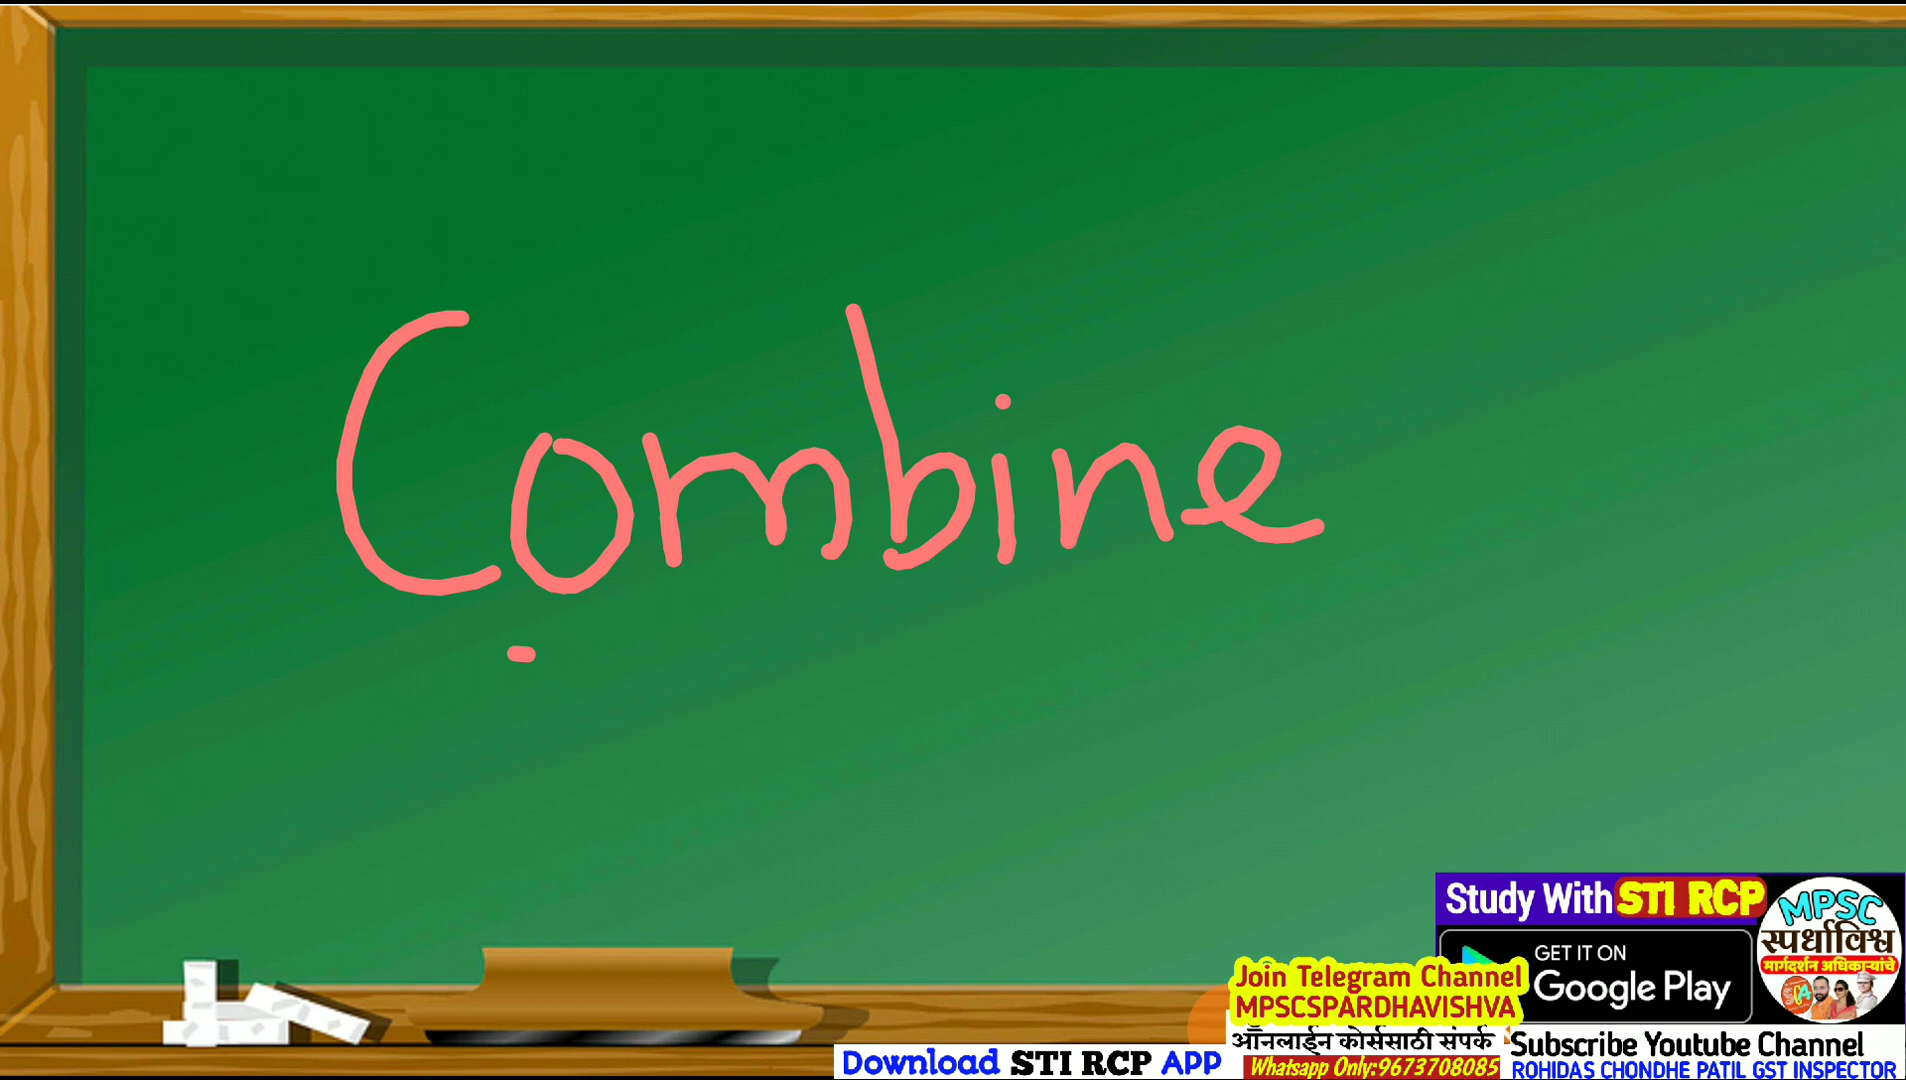 Combine
Study With STI RCP
GET IT ON
Google Play
MPSC
स्पर्धाविश्व
मार्गदर्शन अधिकाऱ्यांचे
Join Telegram Channel
MPSCSPARDHAVISHVA
ऑनलाईन कोर्ससाठी संपर्क
Whatsapp Only:9673708085
Download STI RCP APP
Subscribe Youtube Channel
ROHIDAS CHONDHE PATIL GST INSPECTOR